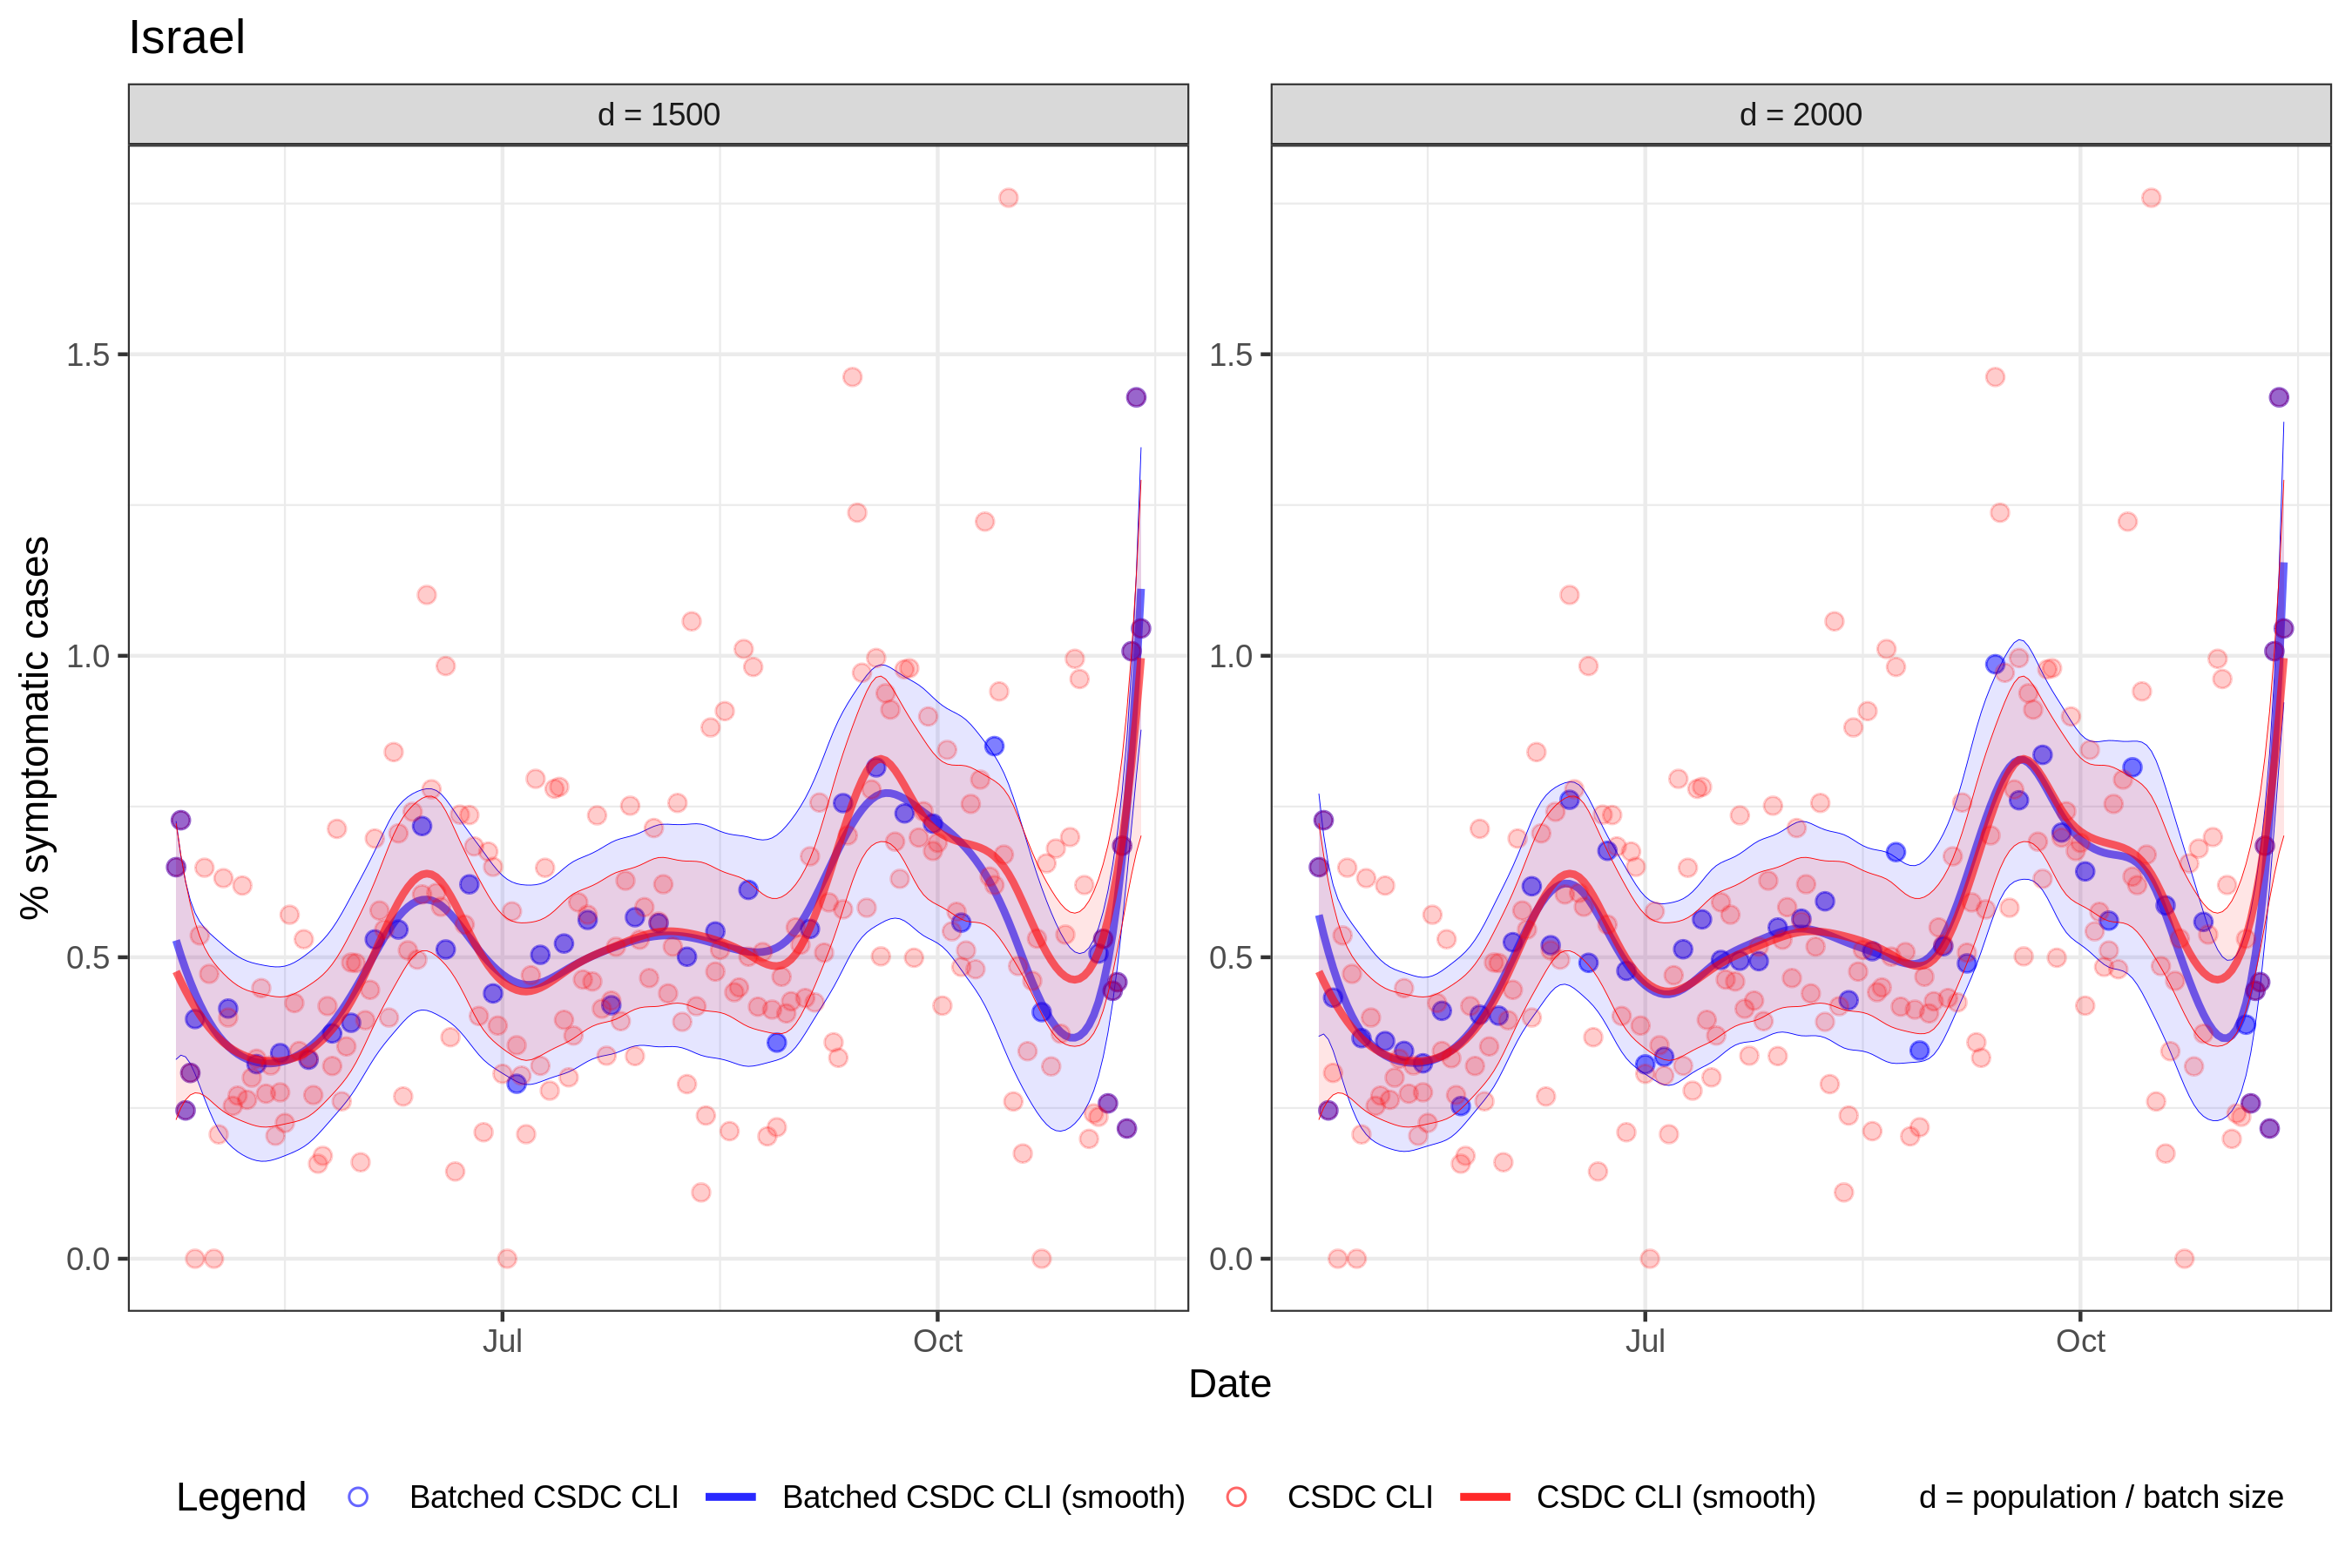 Israel
d = 1500
d = 2000
% symptomatic cases
1.5
1.0
0.5
0.0
1.5
1.0
0.5
0.0
Jul
Oct
Jul
Oct
Date
Legend
Batched CSDC CLI
Batched CSDC CLI (smooth)
CSDC CLI
CSDC CLI (smooth)
d = population / batch size